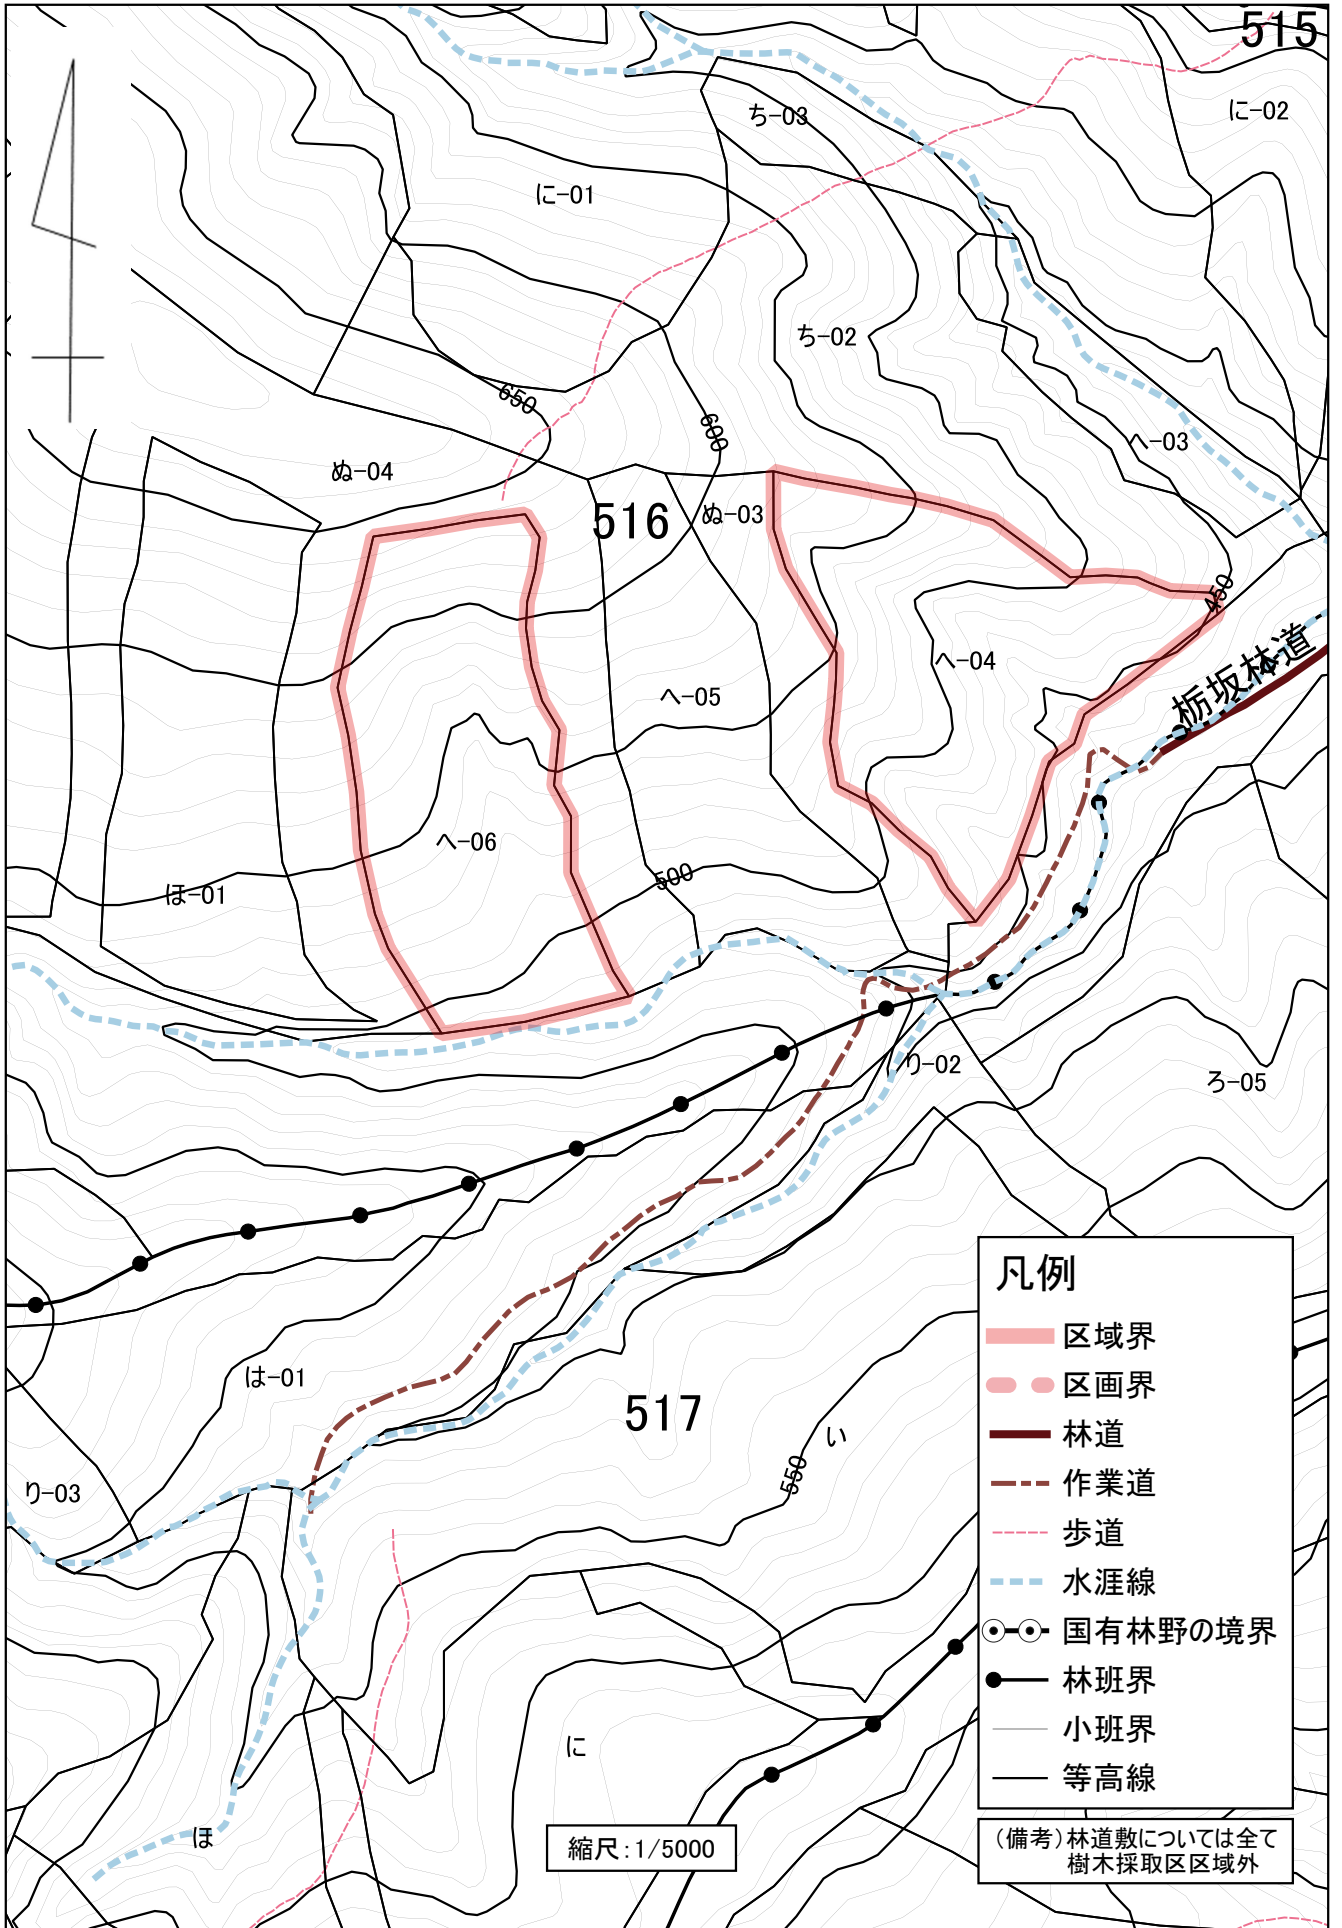 515
ち-03
に-02
に-01
ち-02
650
600
へ-03
ぬ-04
516
ぬ-03
450
へ-04
栃坂林道
へ-05
へ-06
500
ほ-01
り-02
ろ-05
は-01
517
い
550
り-03
に
ほ
凡例
区域界
区画界
林道
作業道
歩道
水涯線
国有林野の境界
林班界
小班界
等高線
縮尺:1/5000
(備考)林道敷については全て
樹木採取区区域外